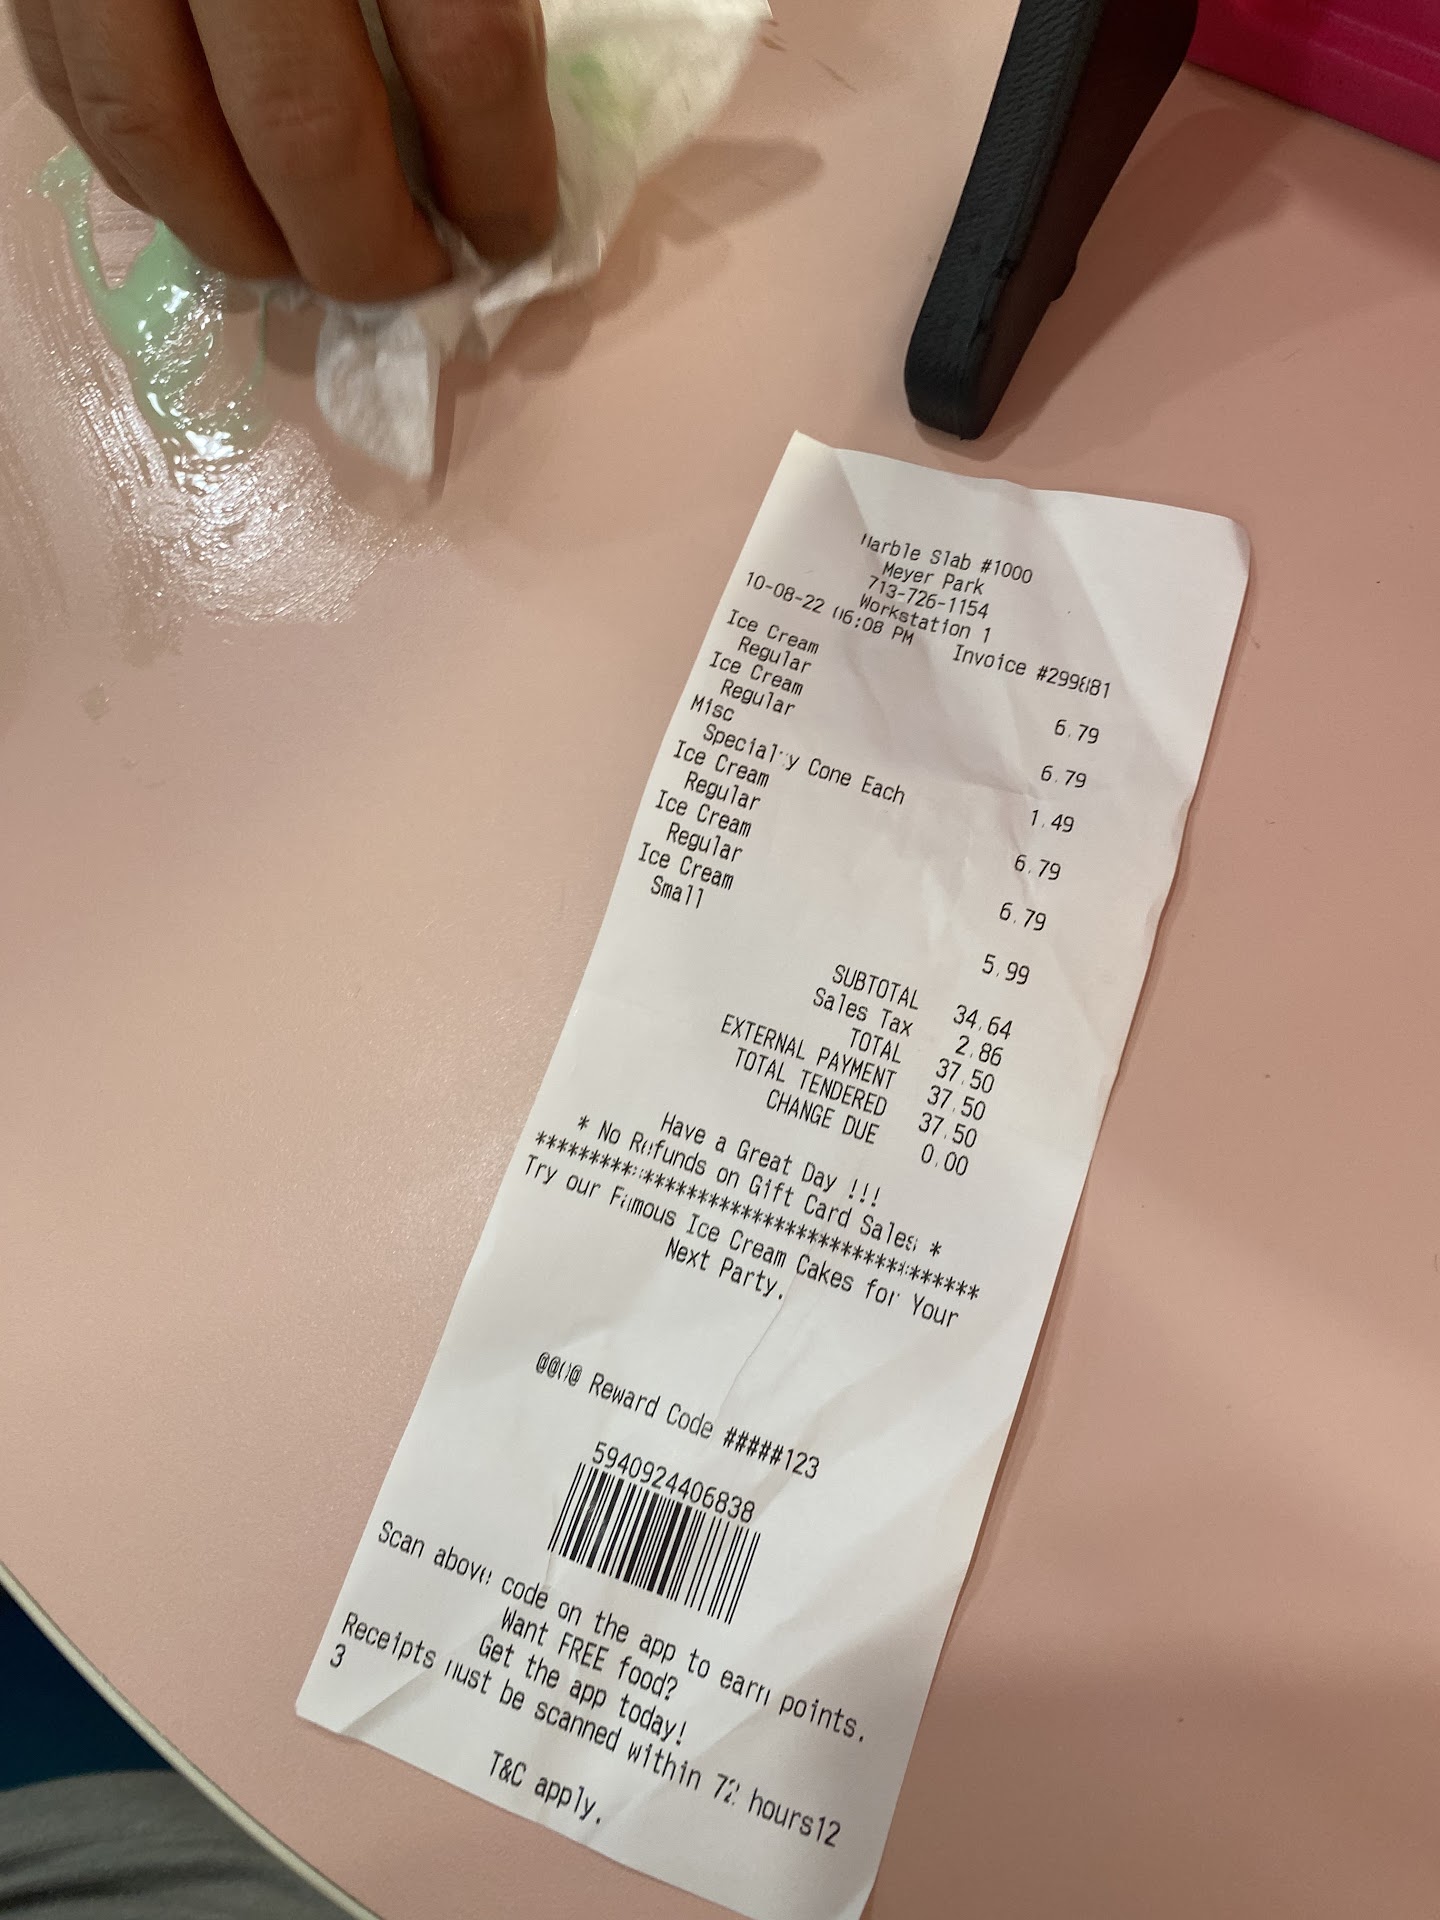 Marble Slab #1000
Meyer Park
713-726-1154
Workstation 1
10-08-22 06:08 PM Invoice #299881
Ice Cream
Regular 6.79
Ice Cream
Regular 6.79
Misc
Specialty Cone Each 1.49
Ice Cream
Regular 6.79
Ice Cream
Regular 6.79
Ice Cream
Small 5.99
SUBTOTAL 34.64
Sales Tax 2.86
TOTAL 37.50
EXTERNAL PAYMENT 37.50
TOTAL TENDERED 37.50
CHANGE DUE 0.00
Have a Great Day !!!
* No Refunds on Gift Card Sales *
******************************************
Try our Famous Ice Cream Cakes for Your
Next Party.
@@@@ Reward Code #####123
5940924406838
Scan above code on the app to earn points.
Want FREE food?
Get the app today!
Receipts must be scanned within 72 hours12
3
T&C apply.